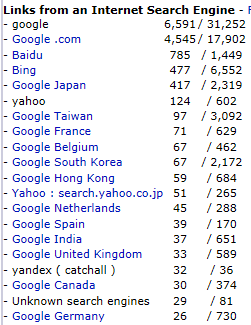 Links from an Internet Search Engine -
- google 6,591 / 31,252
- Google .com 4,545 / 17,902
- Baidu 785 / 1,449
- Bing 477 / 6,552
- Google Japan 417 / 2,319
- yahoo 124 / 602
- Google Taiwan 97 / 3,092
- Google France 71 / 629
- Google Belgium 67 / 462
- Google South Korea 67 / 2,172
- Google Hong Kong 59 / 684
- Yahoo : search.yahoo.co.jp 51 / 265
- Google Netherlands 45 / 288
- Google Spain 39 / 170
- Google India 37 / 651
- Google United Kingdom 33 / 589
- yandex ( catchall ) 32 / 36
- Google Canada 30 / 374
- Unknown search engines 29 / 81
- Google Germany 26 / 730